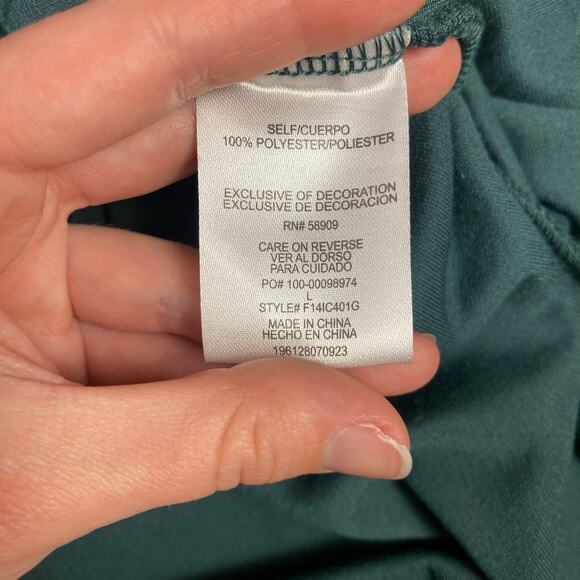 SELF/CUERPO
100% POLYESTER/POLIESTER
EXCLUSIVE OF DECORATION
EXCLUSIVE DE DECORACION
RN# 58909
CARE ON REVERSE
VER AL DORSO
PARA CUIDADO
PO# 100-00098974
L
STYLE# F14IC401G
MADE IN CHINA
HECHO EN CHINA
196128070923